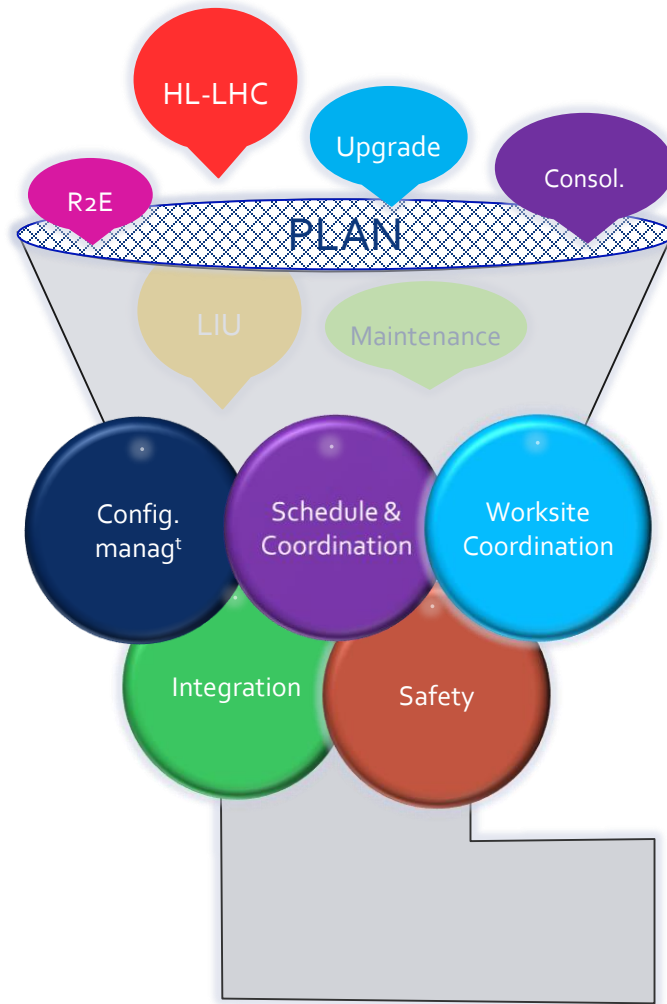 HL-LHC
Upgrade
Consol.
R2E
PLAN
LIU
Maintenance
Config.
managᵗ
Schedule &
Coordination
Worksite
Coordination
Integration
Safety